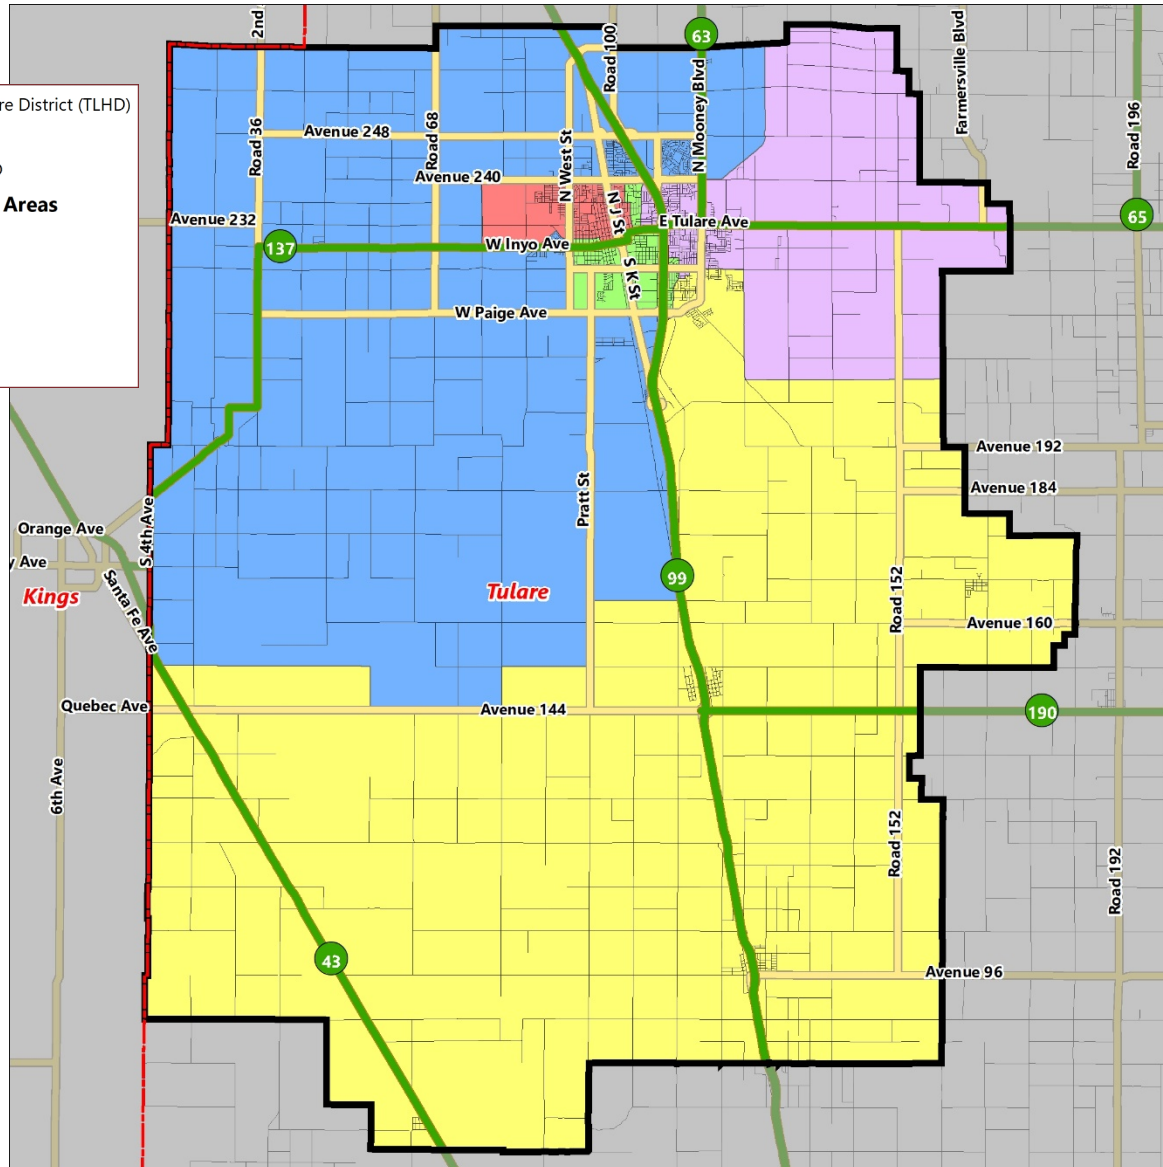 2nd
Road 100
63
N Mooney Blvd
Farmersville Blvd
Road 196
re District (TLHD)
Areas
Road 36
Avenue 248
Road 68
N West St
Avenue 240
Avenue 232
N J St
E Tulare Ave
65
137
W Inyo Ave
S K St
W Paige Ave
Avenue 192
Avenue 184
Pratt St
S 4th Ave
Orange Ave
y Ave
Kings
Santa Fe Ave
Tulare
99
Road 152
Avenue 160
Quebec Ave
Avenue 144
190
6th Ave
Road 152
Road 192
43
Avenue 96